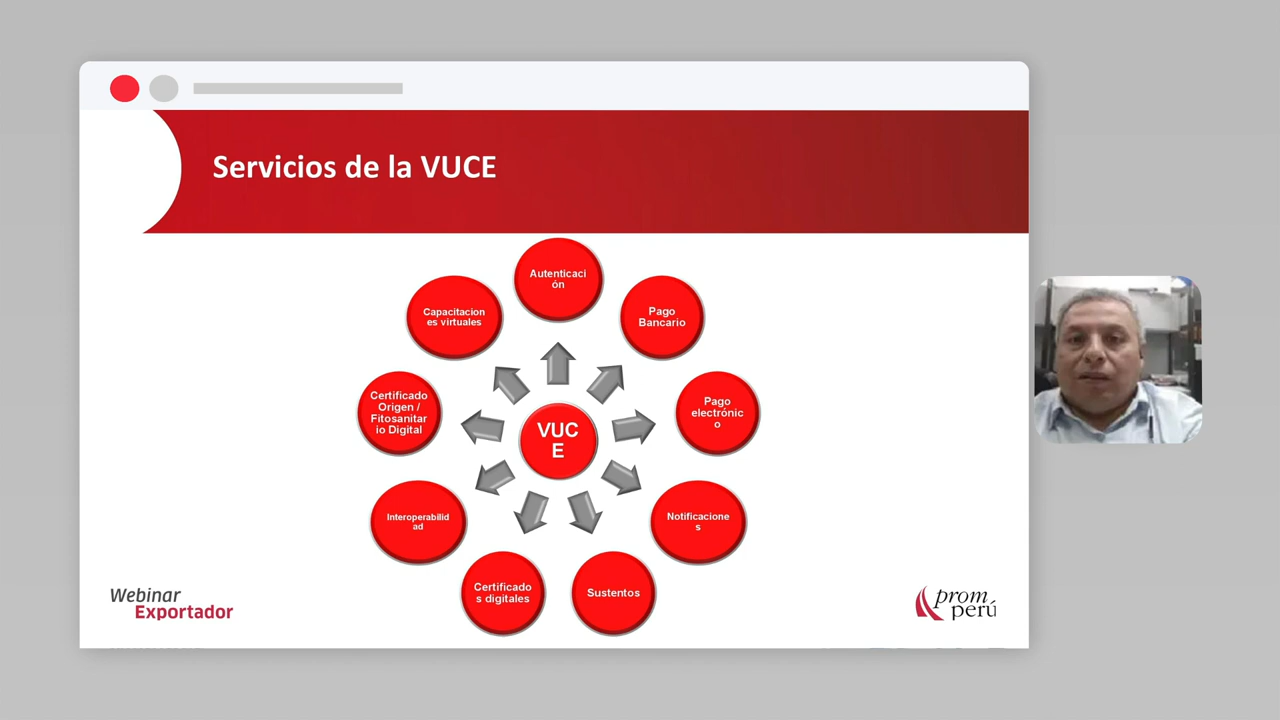 Servicios de la VUCE
Autenticaci
ón
Pago
Bancario
Pago
electrónic
o
Notificacione
s
Sustentos
Certificado
s digitales
Interoperabilid
ad
Certificado
Origen /
Fitosanitar
io Digital
Capacitacion
es virtuales
VUC
E
Webinar
Exportador
prom
perú